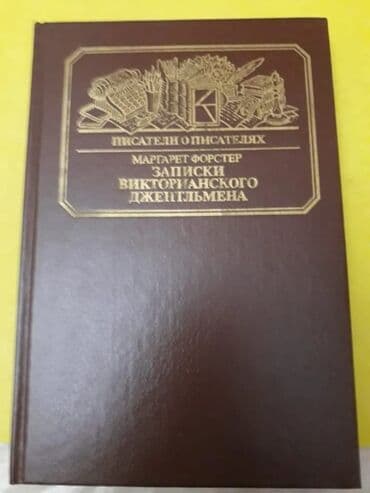 ПИСАТЕЛИ О ПИСАТЕЛЯХ
МАРГАРЕТ ФОРСТЕР
ЗАПИСКИ
ВИКТОРИАНСКОГО
ДЖЕНТЛЬМЕНА